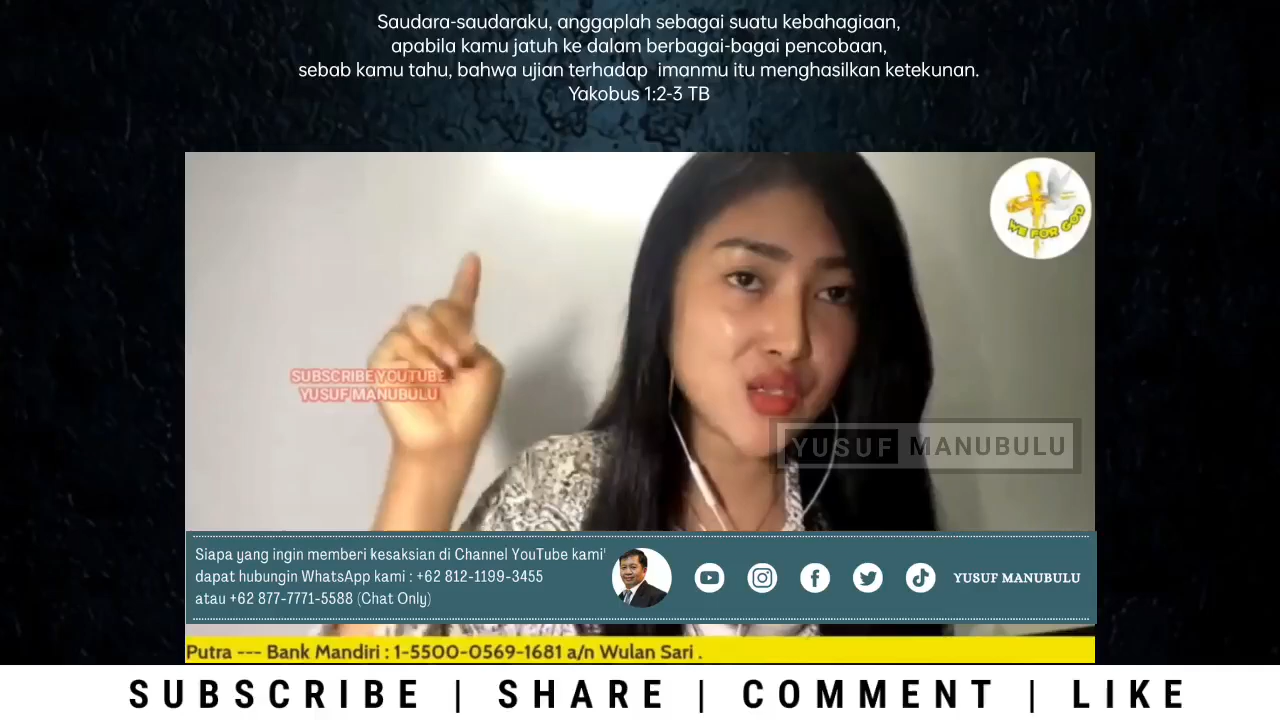 Saudara-saudaraku, anggaplah sebagai suatu kebahagiaan,
apabila kamu jatuh ke dalam berbagai-bagai pencobaan,
sebab kamu tahu, bahwa ujian terhadap imanmu itu menghasilkan ketekunan.
Yakobus 1:2-3 TB
WE FOR GOD
SUBSCRIBE YOUTUBE
YUSUF MANUBULU
YUSUF MANUBULU
Siapa yang ingin memberi kesaksian di Channel YouTube kami'
dapat hubungin WhatsApp kami : +62 812-1199-3455
atau +62 877-7771-5588 (Chat Only)
YUSUF MANUBULU
Putra --- Bank Mandiri : 1-5500-0569-1681 a/n Wulan Sari .
SUBSCRIBE | SHARE | COMMENT | LIKE